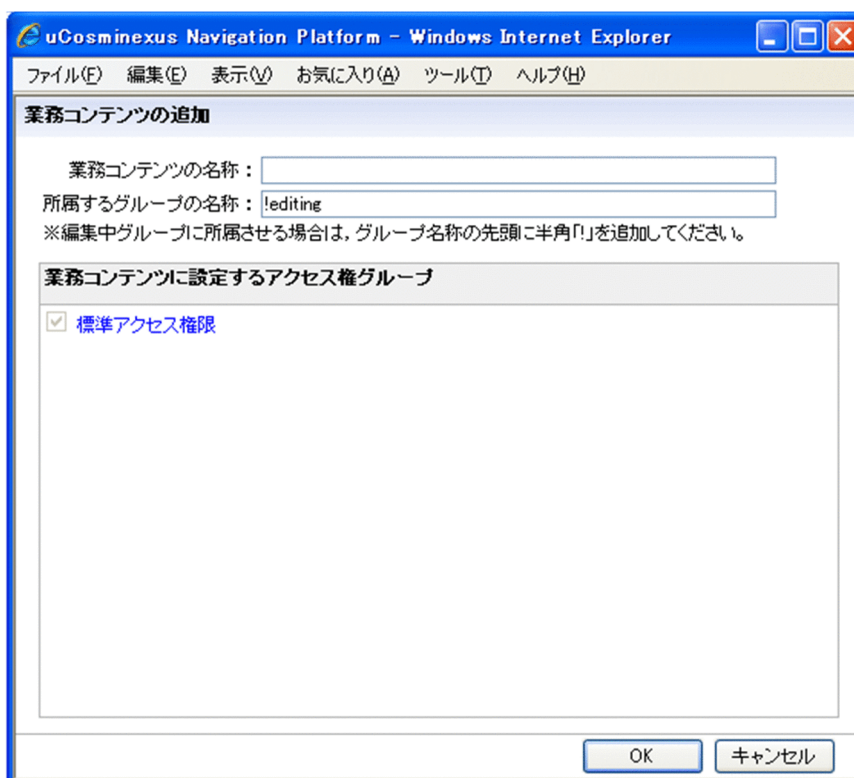 uCosminexus Navigation Platform - Windows Internet Explorer
ファイル(F) 編集(E) 表示(V) お気に入り(A) ツール(T) ヘルプ(H)
業務コンテンツの追加
業務コンテンツの名称：
所属するグループの名称：!editing
※編集中グループに所属させる場合は，グループ名称の先頭に半角｢!｣を追加してください。
業務コンテンツに設定するアクセス権グループ
標準アクセス権限
OK キャンセル